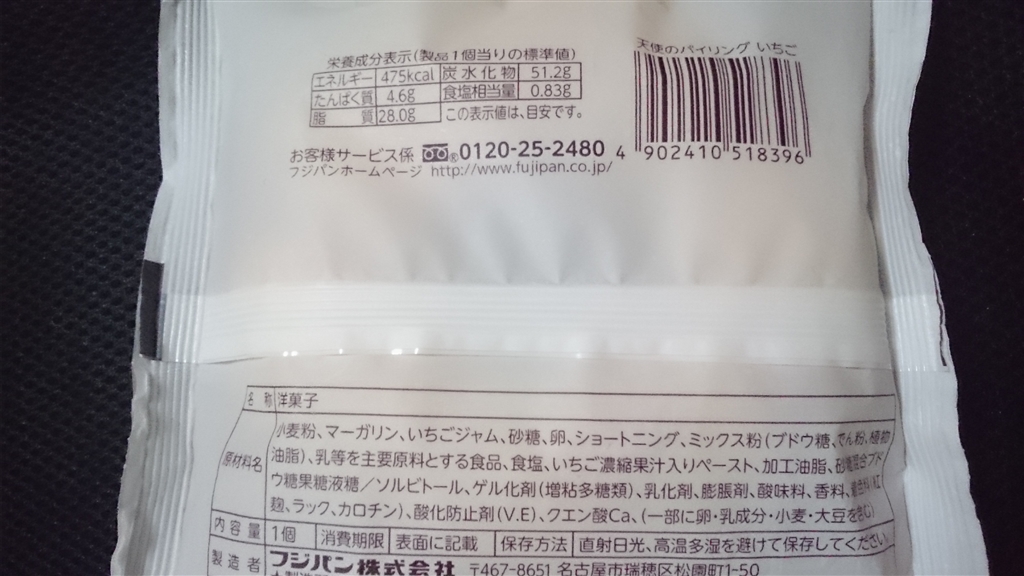 天使のパイリング いちご
栄養成分表示(製品1個当りの標準値)
エネルギー 475kcal 炭水化物 51.2g
たんぱく質 4.6g 食塩相当量 0.83g
脂 質 28.0g この表示値は、目安です。
お客様サービス係 0120-25-2480
フジパンホームページ http://www.fujipan.co.jp/
4 902410 518396
名 称 洋菓子
原材料名
小麦粉、マーガリン、いちごジャム、砂糖、卵、ショートニング、ミックス粉(ブドウ糖、でん粉、植物
油脂)、乳等を主要原料とする食品、食塩、いちご濃縮果汁入りペースト、加工油脂、砂糖混合ブド
ウ糖果糖液糖/ソルビトール、ゲル化剤(増粘多糖類)、乳化剤、膨脹剤、酸味料、香料、
麹、ラック、カロチン)、酸化防止剤(V.E)、クエン酸Ca、(一部に卵・乳成分・小麦・大豆を含む)
内容量 1個 消費期限 表面に記載 保存方法 直射日光、高温多湿を避けて保存してください。
製造者 フジパン株式会社 〒467-8651 名古屋市瑞穂区松園町1-50